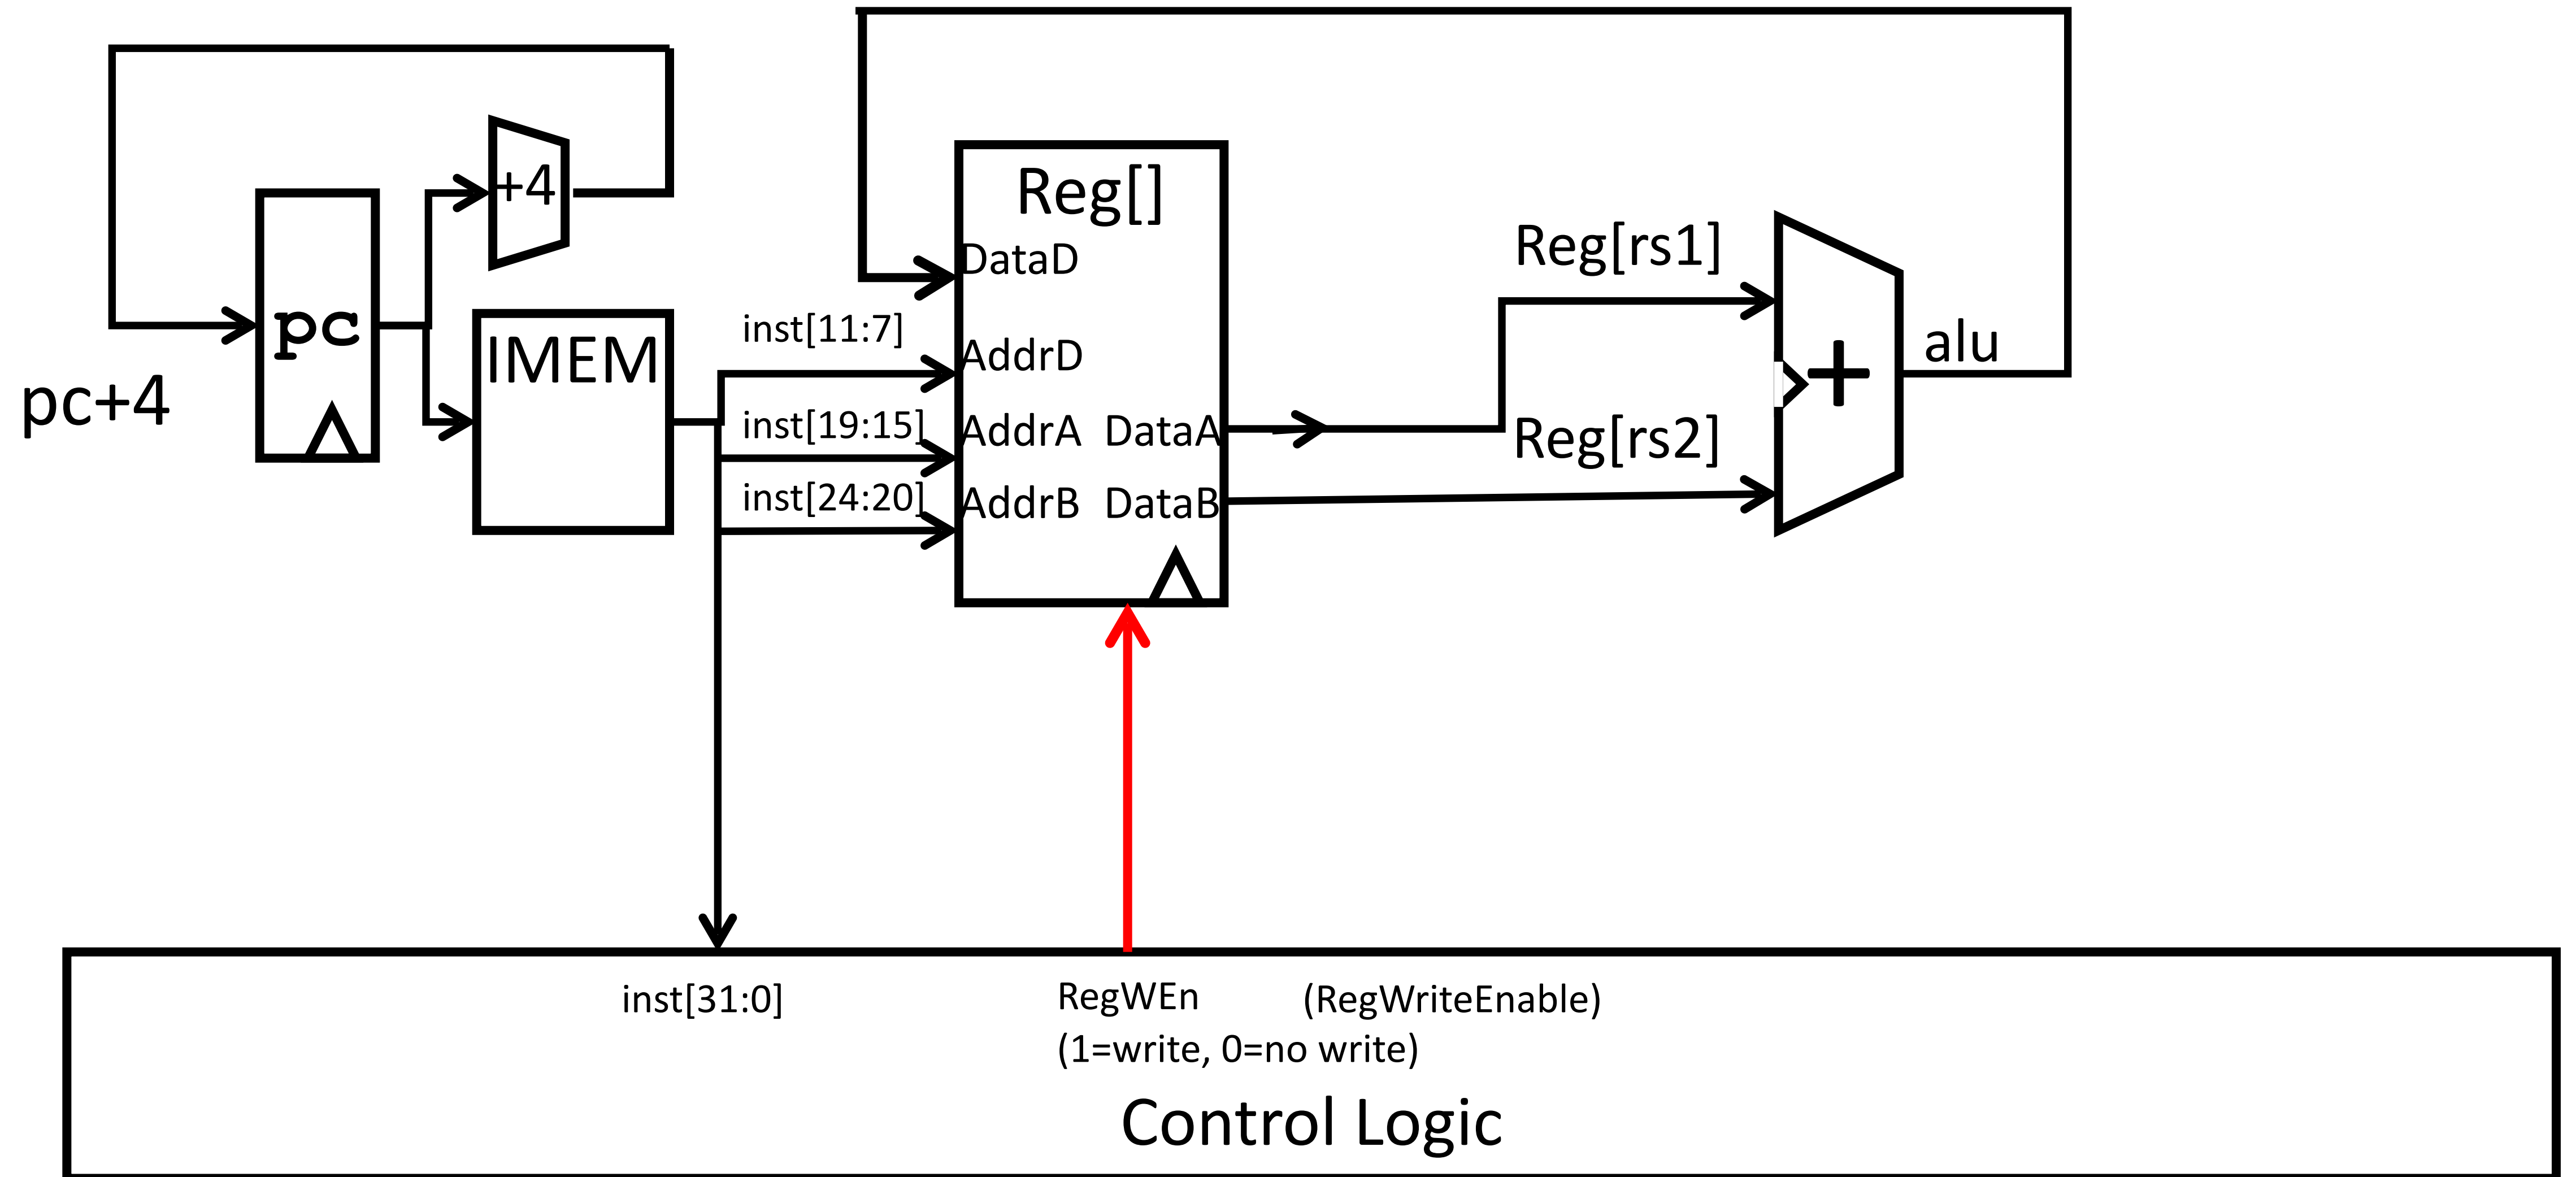 +4
Reg[]
pc
pc+4
IMEM
inst[11:7]
inst[19:15]
inst[24:20]
DataD
AddrD
AddrA DataA
AddrB DataB
Reg[rs1]
Reg[rs2]
+
alu
inst[31:0]
RegWEn (RegWriteEnable)
(1=write, 0=no write)
Control Logic